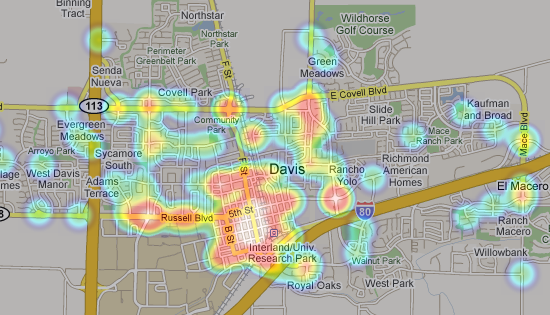 Binning
Tract
Northstar
Wildhorse
Golf Course
Northstar
Park
Perimeter
Greenbelt Park
Senda
Nueva
F St
Green
Meadows
Covell Park
E Covell Blvd
113
Community
Park
Slide
Hill Park
Kaufman
and Broad
Evergreen
Meadows
Mace
Ranch Park
Mace Blvd
Arroyo Park
Sycamore
South
F St
Richmond
American
Homes
West Davis
Manor
Adams
Terrace
Davis
Rancho
Yolo
El Macero
80
Russell Blvd
5th St
B St
Ranch
Macero
Interland/Univ.
Research Park
Walnut Park
Willowbank
Royal Oaks
West Park